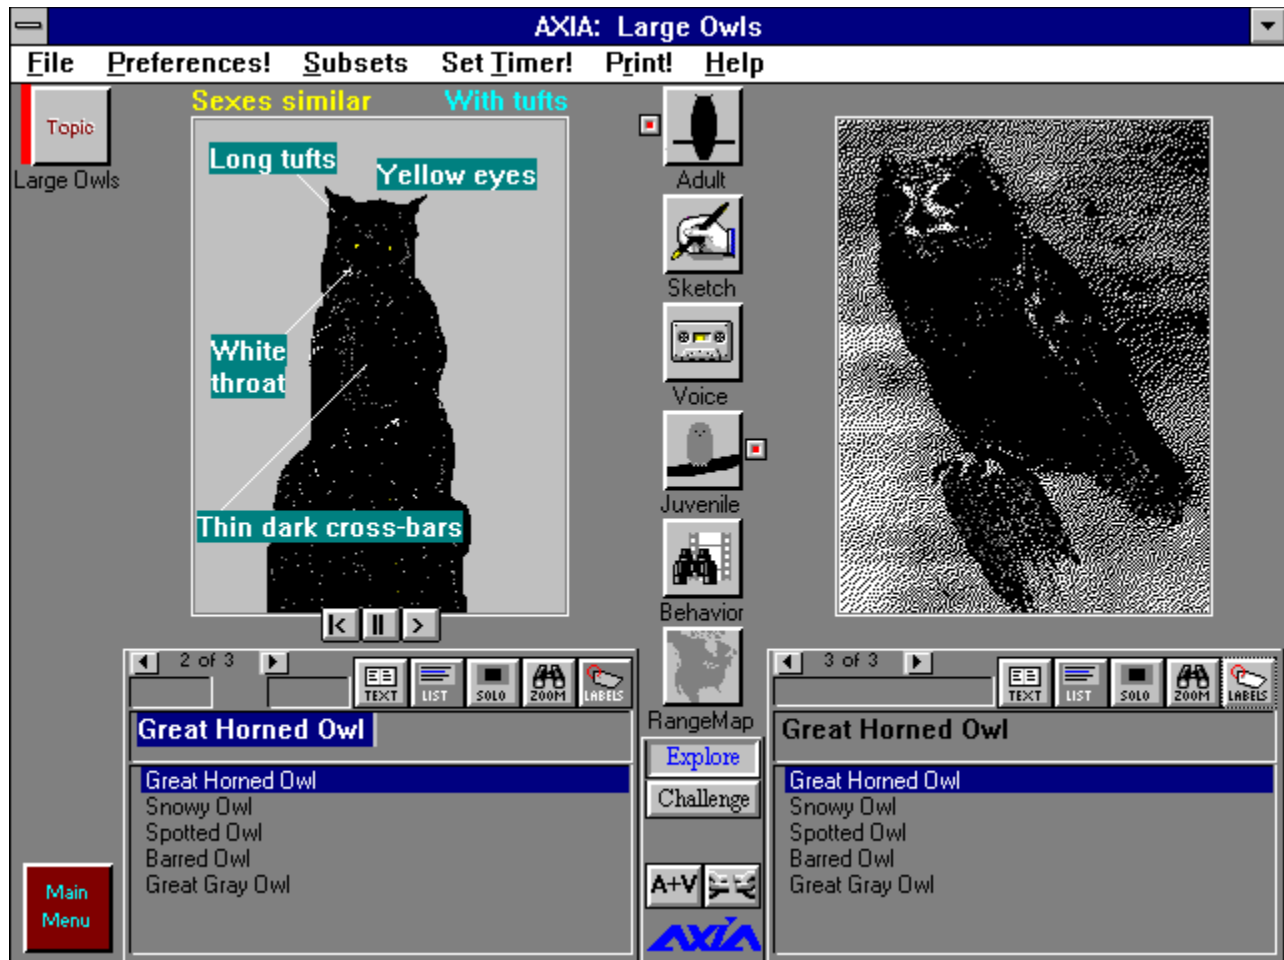 AXIA: Large Owls
File Preferences! Subsets Set Timer! Print! Help
Topic
Large Owls
Sexes similar With tufts
Long tufts
Yellow eyes
White
throat
Thin dark cross-bars
Adult
Sketch
Voice
Juvenile
Behavior
RangeMap
2 of 3
TEXT LIST SOLO ZOOM LABELS
Great Horned Owl
Great Horned Owl
Snowy Owl
Spotted Owl
Barred Owl
Great Gray Owl
Explore
Challenge
A+V
AXIA
3 of 3
TEXT LIST SOLO ZOOM LABELS
Great Horned Owl
Great Horned Owl
Snowy Owl
Spotted Owl
Barred Owl
Great Gray Owl
Main
Menu